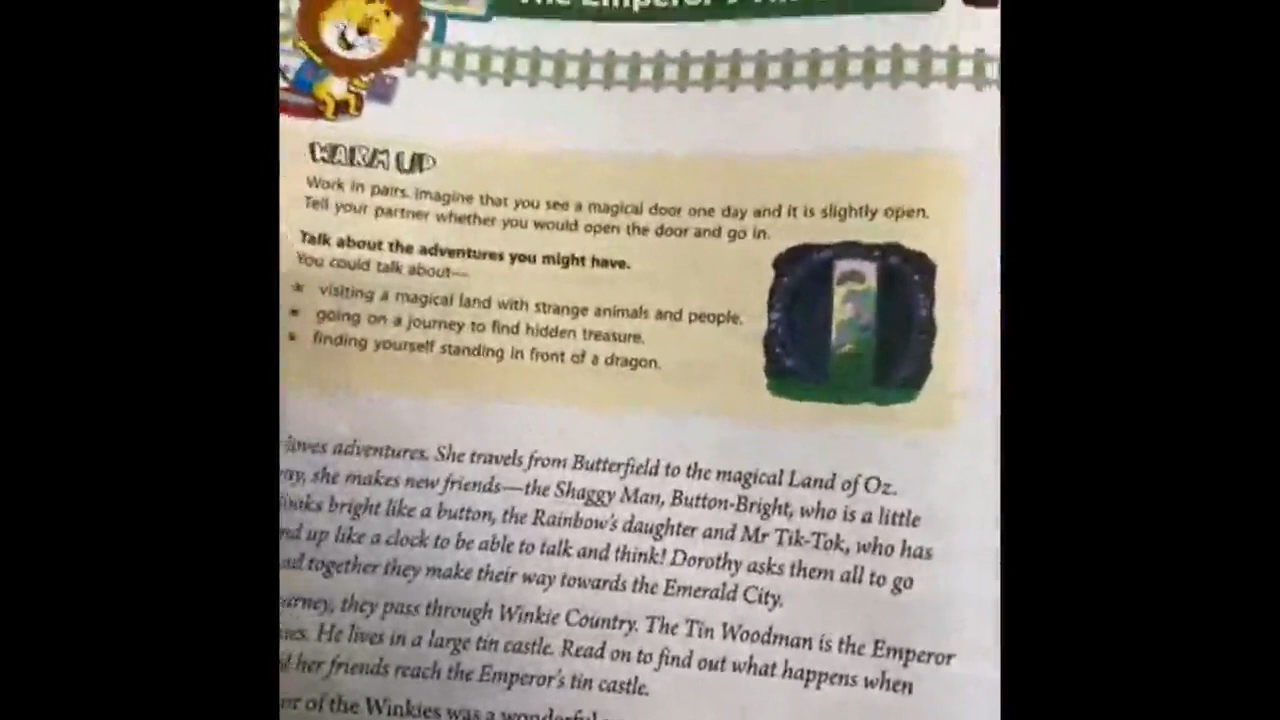 The Emperor's
WARM UP
Work in pairs. Imagine that you see a magical door one day and it is slightly open.
Tell your partner whether you would open the door and go in.
Talk about the adventures you might have.
You could talk about—
* visiting a magical land with strange animals and people.
* going on a journey to find hidden treasure.
* finding yourself standing in front of a dragon.
loves adventures. She travels from Butterfield to the magical Land of Oz.
she makes new friends—the Shaggy Man, Button-Bright, who is a little
looks bright like a button, the Rainbow's daughter and Mr Tik-Tok, who has
up like a clock to be able to talk and think! Dorothy asks them all to go
together they make their way towards the Emerald City.
they pass through Winkie Country. The Tin Woodman is the Emperor
He lives in a large tin castle. Read on to find out what happens when
her friends reach the Emperor's tin castle.
of the Winkies was a wonderful